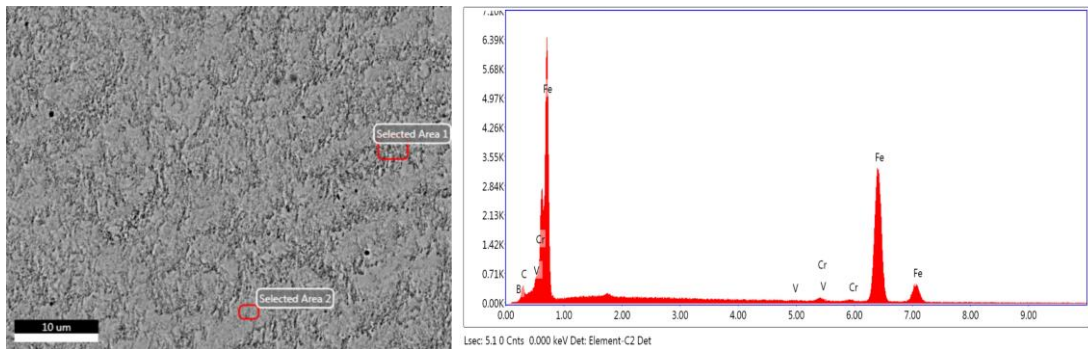 Selected Area 1
Selected Area 2
10 um
7.10K
6.39K
5.68K
4.97K
4.26K
3.55K
2.84K
2.13K
1.42K
0.71K
0.00K
Fe
Cr
V
C
B
Cr
V
V
Cr
Fe
Fe
0.00 1.00 2.00 3.00 4.00 5.00 6.00 7.00 8.00 9.00
Lsec: 5.1 0 Cnts 0.000 keV Det: Element-C2 Det